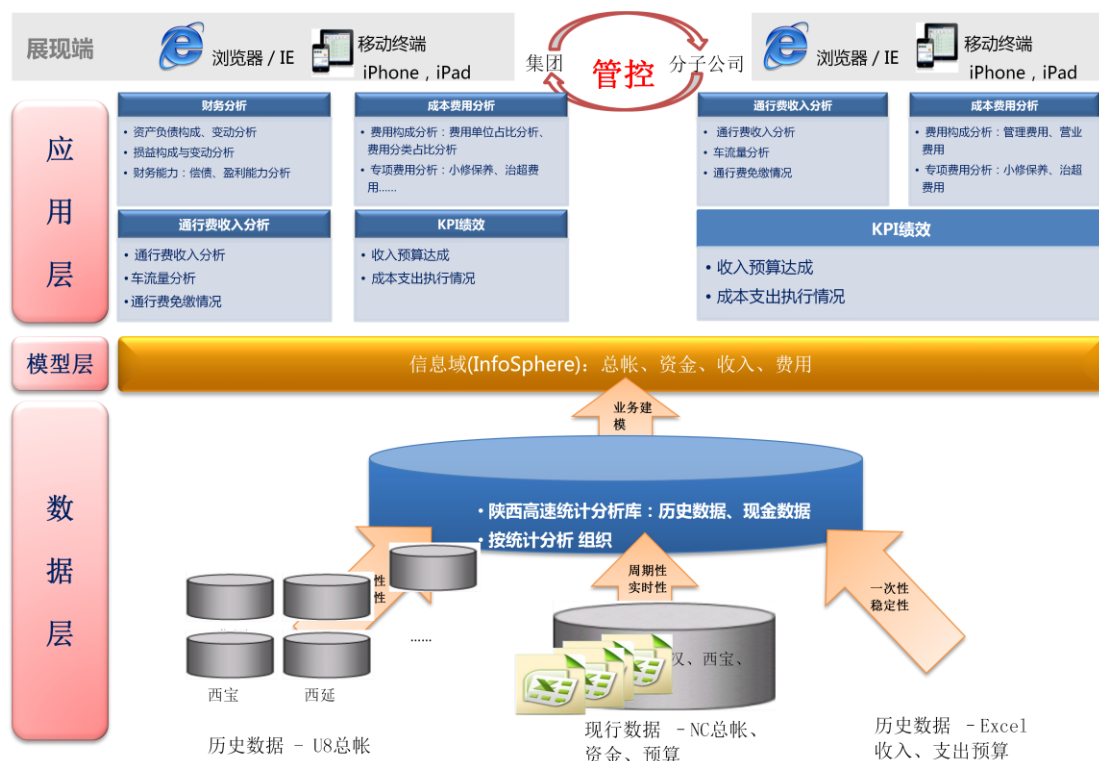 展现端
浏览器 / IE
移动终端
iPhone，iPad
集团
管控
分子公司
浏览器 / IE
移动终端
iPhone，iPad
应用层
财务分析
• 资产负债构成、变动分析
• 损益构成与变动分析
• 财务能力：偿债、盈利能力分析
成本费用分析
• 费用构成分析：费用单位占比分析、
费用分类占比分析
• 专项费用分析：小修保养、治超费
用......
通行费收入分析
• 通行费收入分析
• 车流量分析
• 通行费免缴情况
KPI绩效
• 收入预算达成
• 成本支出执行情况
通行费收入分析
• 通行费收入分析
• 车流量分析
• 通行费免缴情况
成本费用分析
• 费用构成分析：管理费用、营业
费用
• 专项费用分析：小修保养、治超
费用
KPI绩效
• 收入预算达成
• 成本支出执行情况
模型层
信息域(InfoSphere)：总帐、资金、收入、费用
数据层
业务建
模
• 陕西高速统计分析库：历史数据、现金数据
• 按统计分析 组织
性
性
周期性
实时性
一次性
稳定性
......
西宝
西延
汉、西宝、
历史数据 - U8总帐
现行数据 -NC总帐、
资金、预算
历史数据 -Excel
收入、支出预算